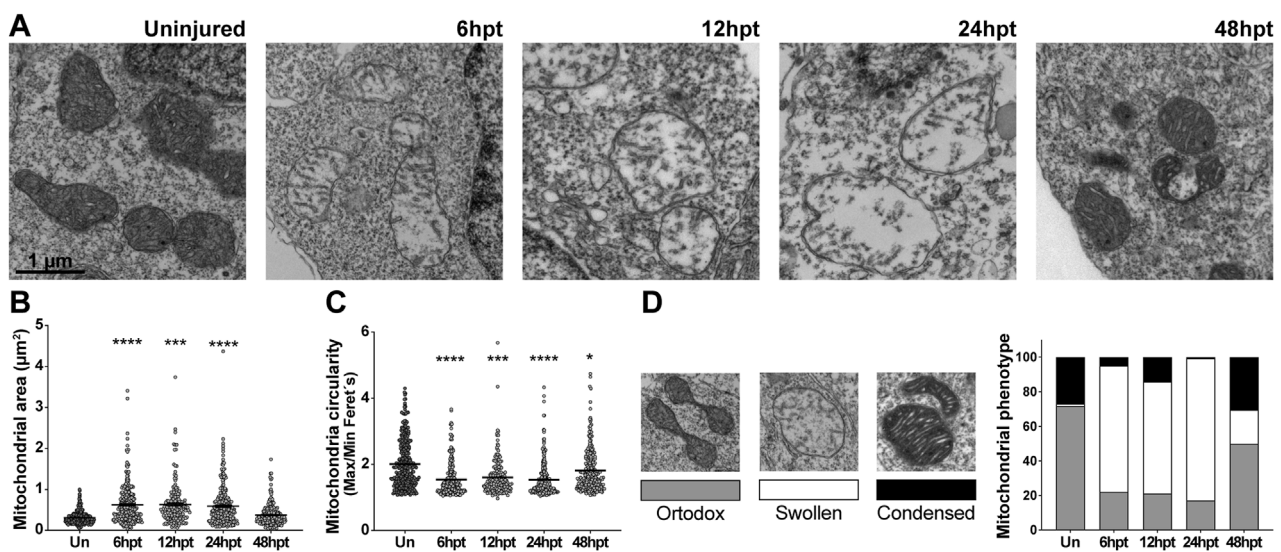 A
Uninjured
6hpt
12hpt
24hpt
48hpt
1 µm
B
Mitochondrial area (µm²)
5
4
3
2
1
0
**** *** ****
Un 6hpt 12hpt 24hpt 48hpt
C
Mitochondria circularity
(Max/Min Feret´s)
6
4
2
0
**** *** **** *
Un 6hpt 12hpt 24hpt 48hpt
D
Ortodox
Swollen
Condensed
Mitochondrial phenotype
100
80
60
40
20
0
Un 6hpt 12hpt 24hpt 48hpt